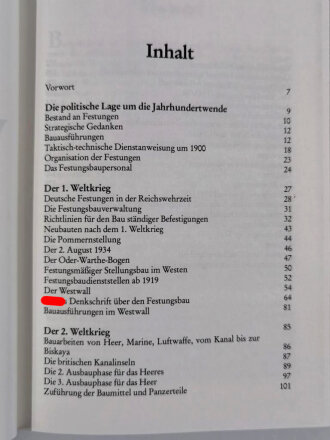 Inhalt
Vorwort 7
Die politische Lage um die Jahrhundertwende 9
Bestand an Festungen 10
Strategische Gedanken 12
Bauausführungen 12
Taktisch-technische Dienstanweisung um 1900 18
Organisation der Festungen 23
Das Festungsbaupersonal 24
Der 1. Weltkrieg 27
Deutsche Festungen in der Reichswehrzeit 28
Die Festungsbauverwaltung 31
Richtlinien für den Bau ständiger Befestigungen 32
Neubauten nach dem 1. Weltkrieg 43
Die Pommernstellung 44
Der 2. August 1934 44
Der Oder-Warthe-Bogen 47
Festungsmäßiger Stellungsbau im Westen 50
Festungsbaudienststellen ab 1919 52
Der Westwall 54
Denkschrift über den Festungsbau 64
Bauausführungen im Westwall 81
Der 2. Weltkrieg 85
Bauarbeiten von Heer, Marine, Luftwaffe, vom Kanal bis zur
Biskaya 86
Die britischen Kanalinseln 87
Die 2. Ausbauphase für das Heeres 89
Die 3. Ausbauphase für das Heer 97
Zuführung der Baumittel und Panzerteile 101